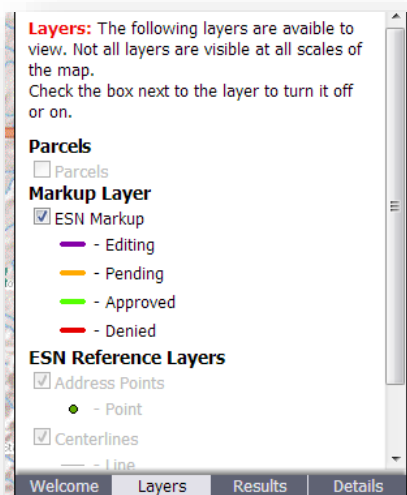 Layers: The following layers are avaible to
view. Not all layers are visible at all scales of
the map.
Check the box next to the layer to turn it off
or on.
Parcels
Parcels
Markup Layer
ESN Markup
- Editing
- Pending
- Approved
- Denied
ESN Reference Layers
Address Points
- Point
Centerlines
- Line
Welcome Layers Results Details